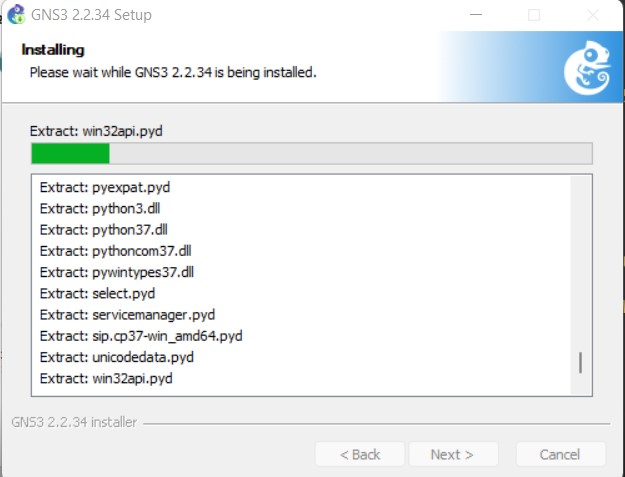 GNS3 2.2.34 Setup
Installing
Please wait while GNS3 2.2.34 is being installed.
Extract: win32api.pyd
Extract: pyexpat.pyd
Extract: python3.dll
Extract: python37.dll
Extract: pythoncom37.dll
Extract: pywintypes37.dll
Extract: select.pyd
Extract: servicemanager.pyd
Extract: sip.cp37-win_amd64.pyd
Extract: unicodedata.pyd
Extract: win32api.pyd
GNS3 2.2.34 installer
< Back Next > Cancel